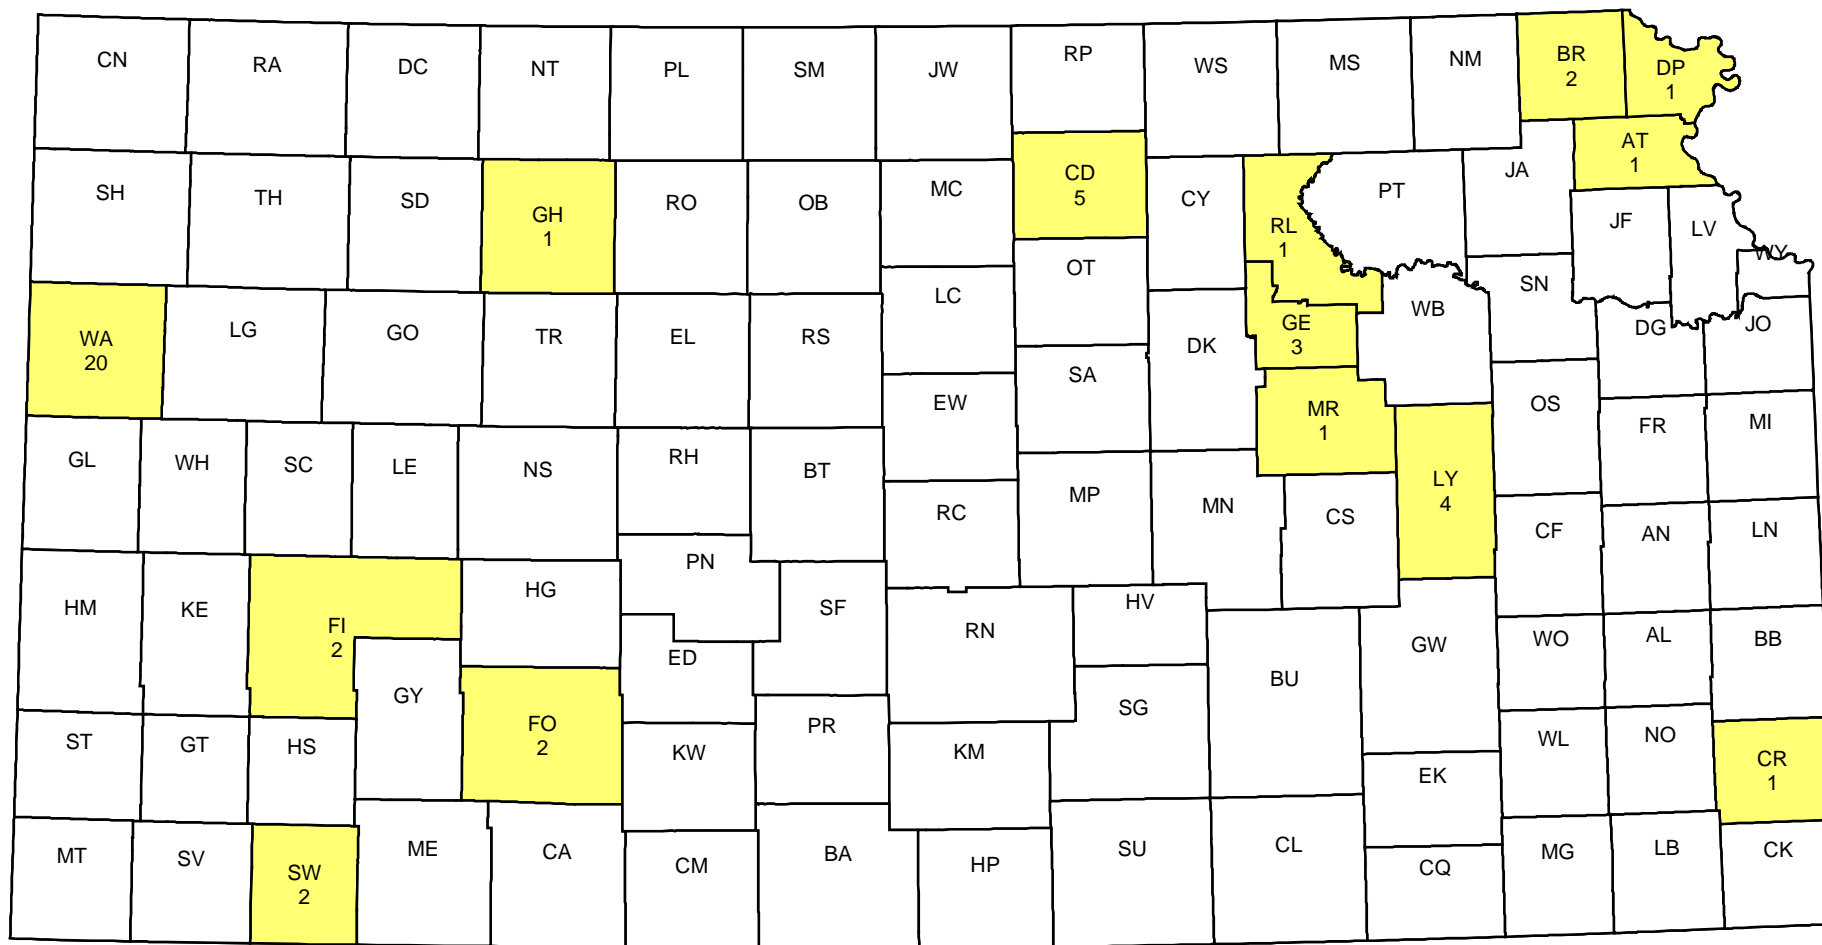 CN
RA
DC
NT
PL
SM
JW
RP
WS
MS
NM
BR
2
DP
1
SH
TH
SD
GH
1
RO
OB
MC
CD
5
CY
RL
1
PT
JA
AT
1
JF
LV
WY
WA
20
LG
GO
TR
EL
RS
LC
OT
DK
GE
3
WB
SN
DG
JO
GL
WH
SC
LE
NS
RH
BT
EW
SA
MR
1
LY
4
OS
FR
MI
RC
MP
MN
CS
CF
AN
LN
HM
KE
FI
2
HG
PN
SF
RN
HV
GW
WO
AL
BB
GY
ED
BU
SG
ST
GT
HS
FO
2
KW
PR
KM
EK
WL
NO
CR
1
MT
SV
SW
2
ME
CA
CM
BA
HP
SU
CL
CQ
MG
LB
CK